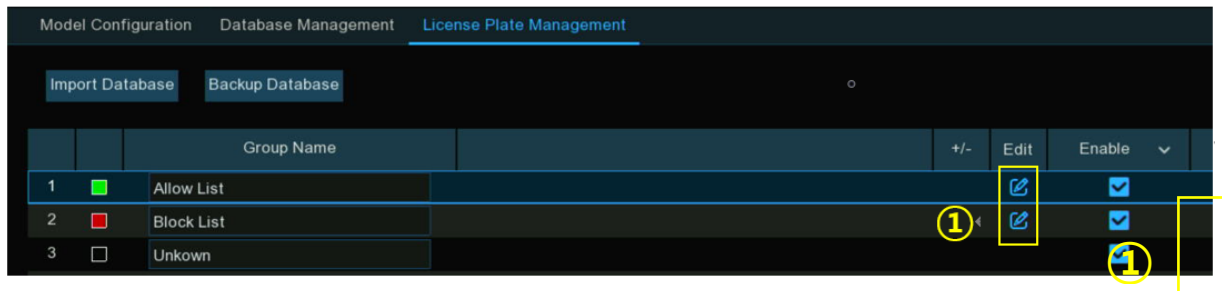 Model Configuration Database Management License Plate Management
Import Database Backup Database
Group Name +/- Edit Enable
1 Allow List
2 Block List ①
3 Unkown ①